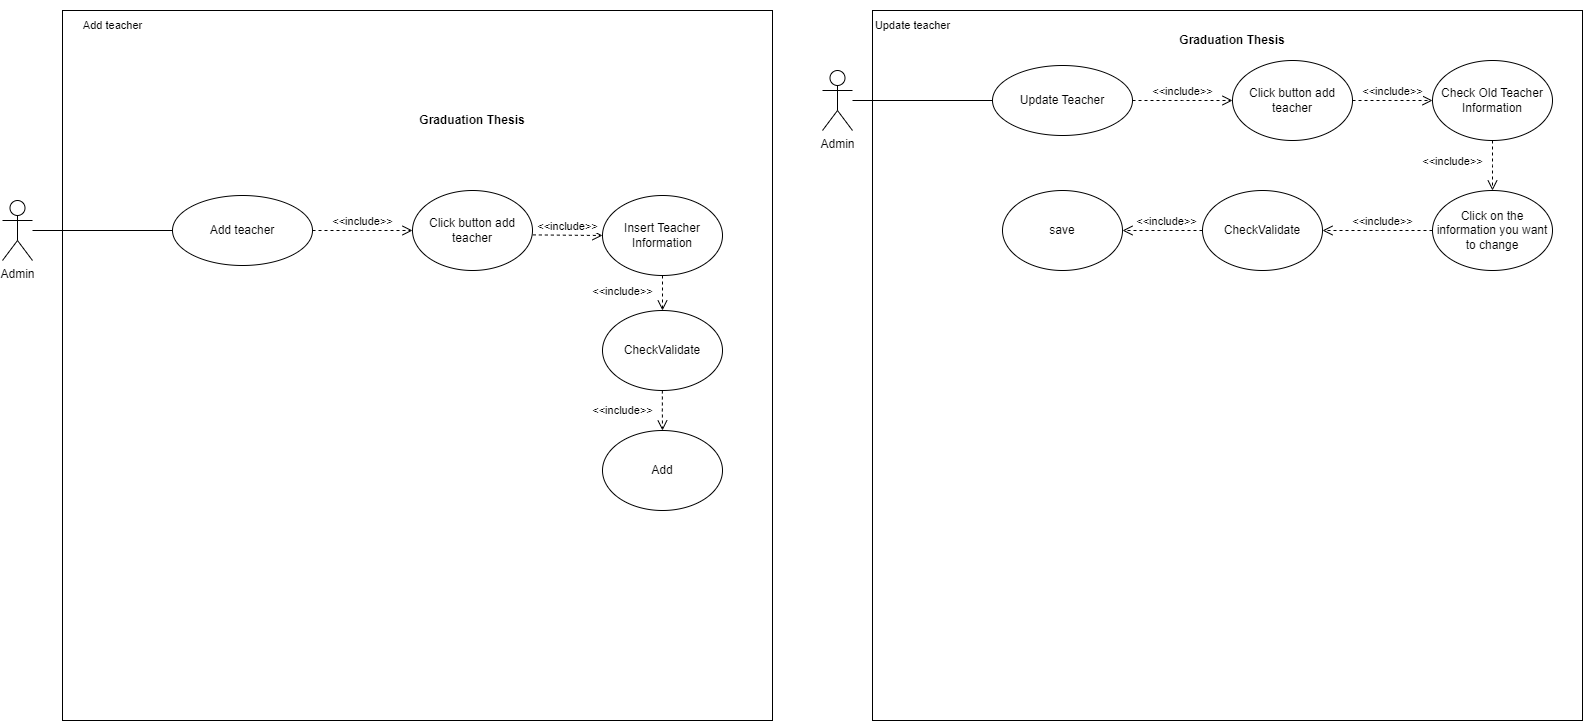 Add teacher
Graduation Thesis
Admin
Add teacher
<<include>>
Click button add
teacher
<<include>>
Insert Teacher
Information
<<include>>
CheckValidate
<<include>>
Add
Update teacher
Graduation Thesis
Admin
Update Teacher
<<include>>
Click button add
teacher
<<include>>
Check Old Teacher
Information
<<include>>
Click on the
information you want
to change
<<include>>
CheckValidate
<<include>>
save